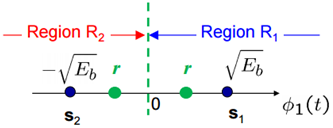 Region R₂ Region R₁
−√E_b r r √E_b
0 ϕ₁(t)
s₂ s₁